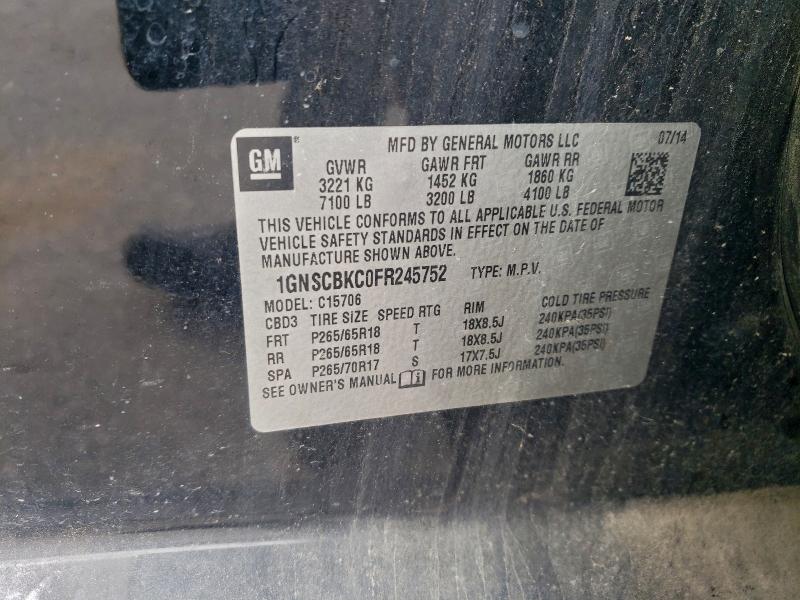 GM ® MFD BY GENERAL MOTORS LLC 07/14
GVWR GAWR FRT GAWR RR
3221 KG 1452 KG 1860 KG
7100 LB 3200 LB 4100 LB
THIS VEHICLE CONFORMS TO ALL APPLICABLE U.S. FEDERAL MOTOR
VEHICLE SAFETY STANDARDS IN EFFECT ON THE DATE OF
MANUFACTURE SHOWN ABOVE.
1GNSCBKC0FR245752 TYPE: M.P.V.
MODEL: C15706
CBD3 TIRE SIZE SPEED RTG RIM COLD TIRE PRESSURE
FRT P265/65R18 T 18X8.5J 240KPA(35PSI)
RR P265/65R18 T 18X8.5J 240KPA(35PSI)
SPA P265/70R17 S 17X7.5J 240KPA(35PSI)
SEE OWNER'S MANUAL FOR MORE INFORMATION.